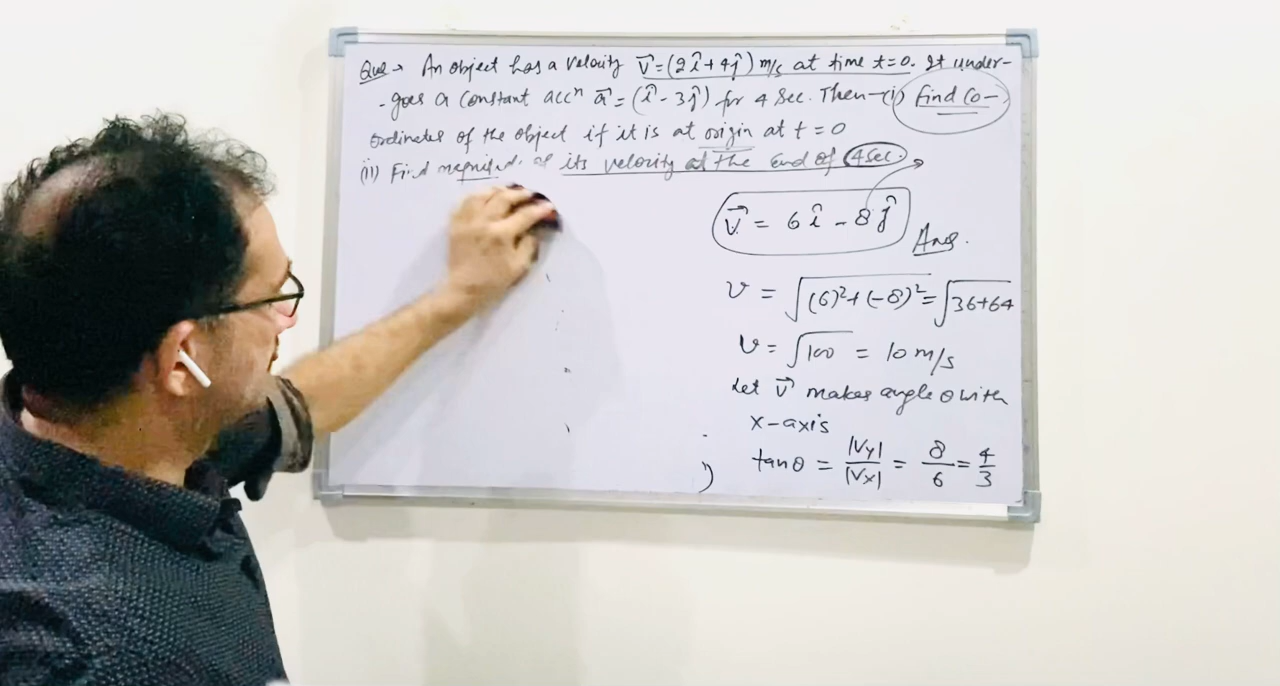 Que → An object has a velocity v⃗ = (2î+4ĵ) m/s at time t=0. It under-
-goes a constant accⁿ a⃗ = (î - 3ĵ) for 4 Sec. Then (i) Find Co-
ordinates of the object if it is at origin at t = 0
(ii) Find of its velocity at the end of 4 sec.
v⃗ = 6î - 8ĵ
Ans.
v = √(6)²+(-8)² = √36+64
v = √100 = 10 m/s
Let v⃗ makes angle θ with
x-axis
tanθ = |Vy|/|Vx| = 8/6 = 4/3